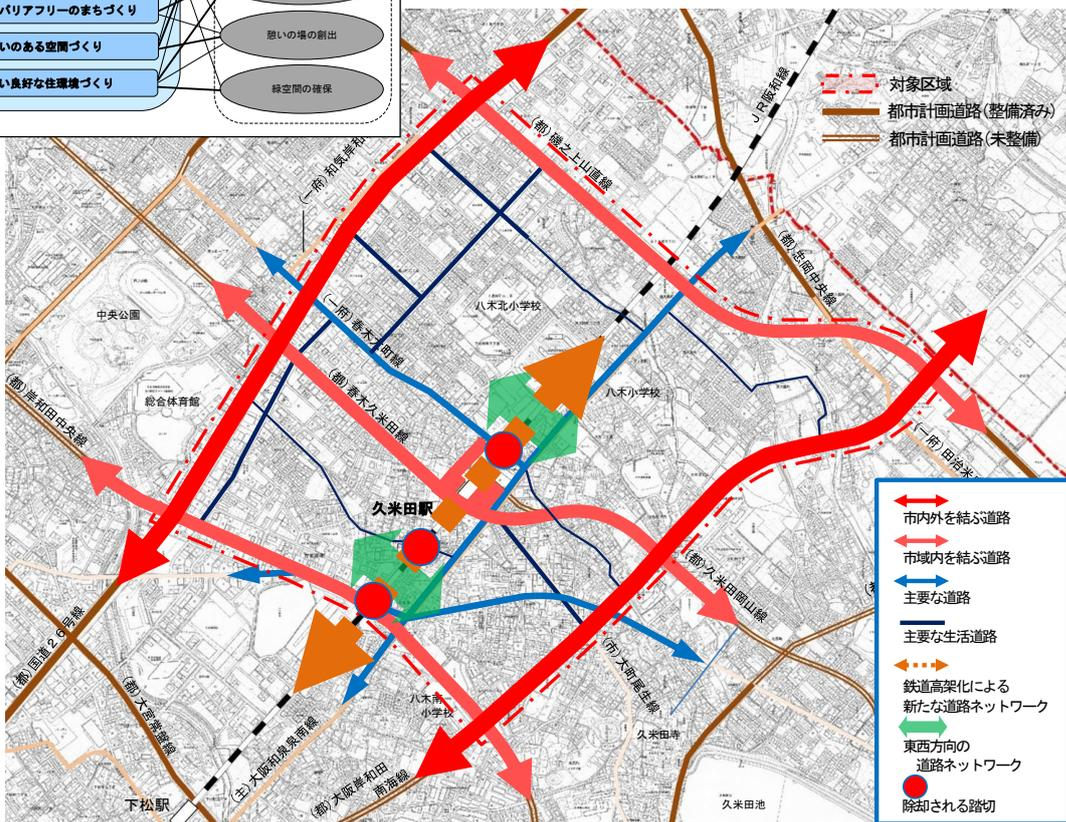 バリアフリーのまちづくり
いのある空間づくり
い良好な住環境づくり
憩いの場の創出
緑空間の確保
対象区域
都市計画道路(整備済み)
都市計画道路(未整備)
JR阪和線
(都)磯之上山直線
(一府)和気岸和
(都)忠岡中央線
中央公園
八木北小学校
(一府)春木大町線
総合体育館
(都)岸和田中央線
(都)春木久米田線
八木小学校
久米田駅
(一府)田治米
(都)久米田岡山線
(都)国道26号線
(都)大宮常盤線
(市)大町尾生線
八木南
小学校
久米田寺
(主)大阪和泉泉南線
(都)大阪岸和田
南海線
下松駅
久米田池
市内外を結ぶ道路
市域内を結ぶ道路
主要な道路
主要な生活道路
鉄道高架化による
新たな道路ネットワーク
東西方向の
道路ネットワーク
除却される踏切